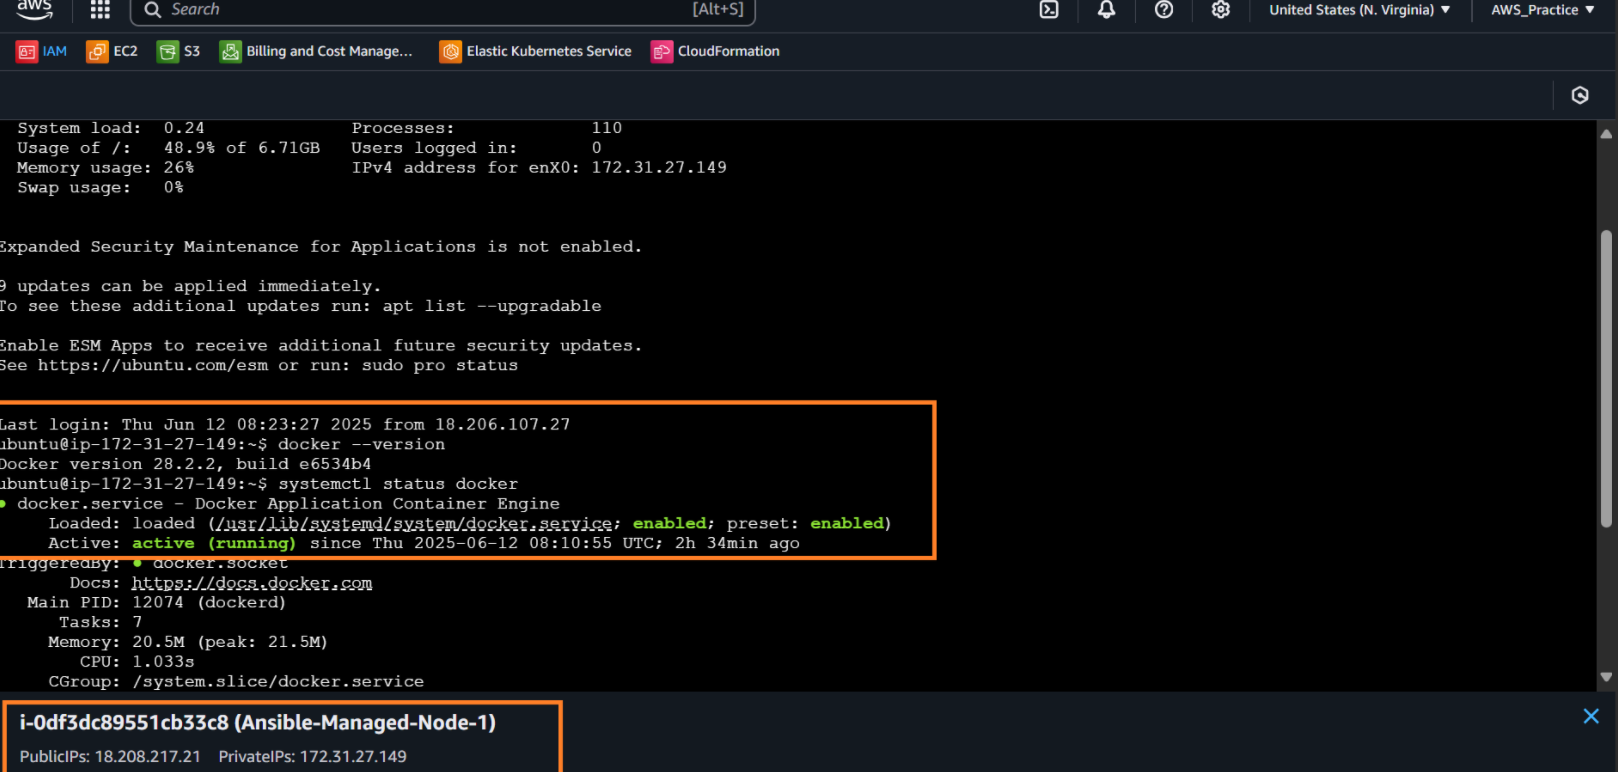 aws
Search [Alt+S]
United States (N. Virginia) ▼ AWS_Practice ▼
IAM EC2 S3 Billing and Cost Manage... Elastic Kubernetes Service CloudFormation
System load: 0.24 Processes: 110
Usage of /: 48.9% of 6.71GB Users logged in: 0
Memory usage: 26% IPv4 address for enX0: 172.31.27.149
Swap usage: 0%
Expanded Security Maintenance for Applications is not enabled.
9 updates can be applied immediately.
To see these additional updates run: apt list --upgradable
Enable ESM Apps to receive additional future security updates.
See https://ubuntu.com/esm or run: sudo pro status
Last login: Thu Jun 12 08:23:27 2025 from 18.206.107.27
ubuntu@ip-172-31-27-149:~$ docker --version
Docker version 28.2.2, build e6534b4
ubuntu@ip-172-31-27-149:~$ systemctl status docker
● docker.service - Docker Application Container Engine
Loaded: loaded (/usr/lib/systemd/system/docker.service; enabled; preset: enabled)
Active: active (running) since Thu 2025-06-12 08:10:55 UTC; 2h 34min ago
TriggeredBy: ● docker.socket
Docs: https://docs.docker.com
Main PID: 12074 (dockerd)
Tasks: 7
Memory: 20.5M (peak: 21.5M)
CPU: 1.033s
CGroup: /system.slice/docker.service
i-0df3dc89551cb33c8 (Ansible-Managed-Node-1)
PublicIPs: 18.208.217.21 PrivateIPs: 172.31.27.149